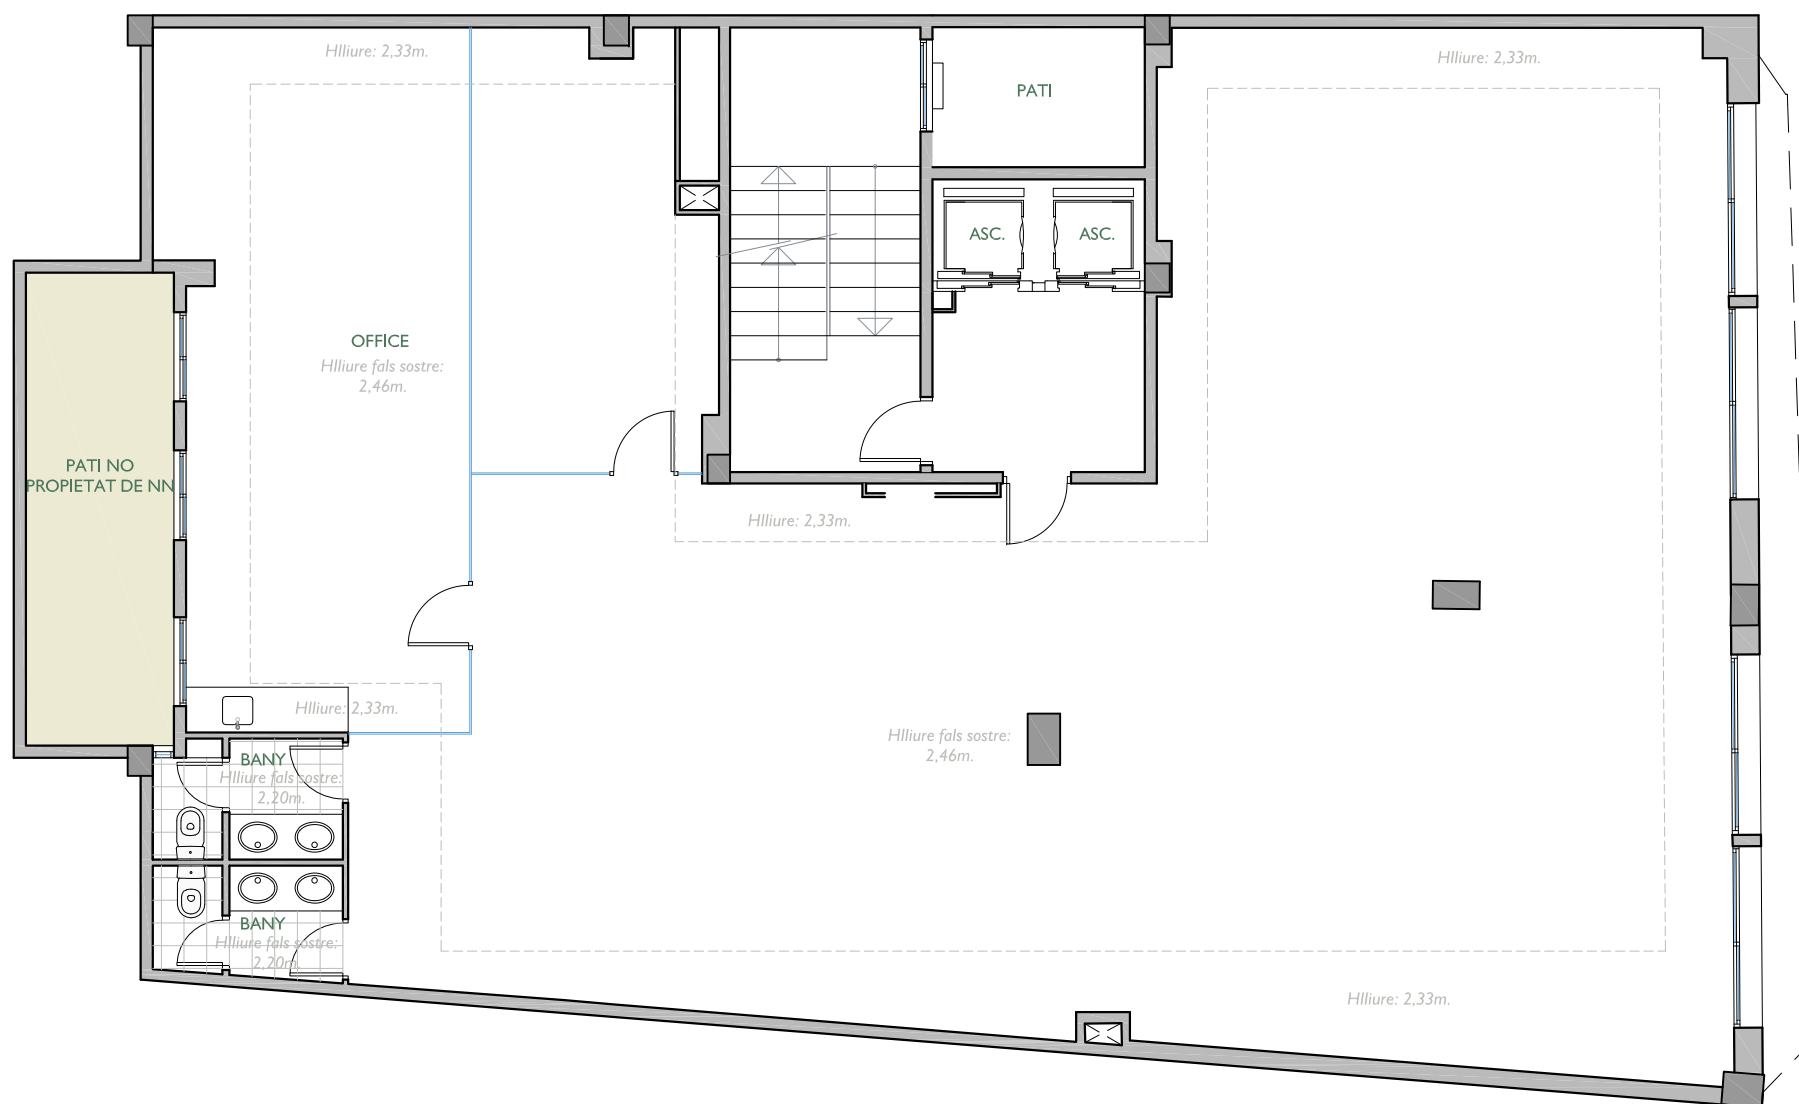 Hlliure: 2,33m.
Hlliure: 2,33m.
PATI
ASC.
ASC.
OFFICE
Hlliure fals sostre:
2,46m.
PATI NO
PROPIETAT DE NN
Hlliure: 2,33m.
Hlliure: 2,33m.
Hlliure fals sostre:
2,46m.
BANY
Hlliure fals sostre:
2,20m.
BANY
Hlliure fals sostre:
2,20m.
Hlliure: 2,33m.